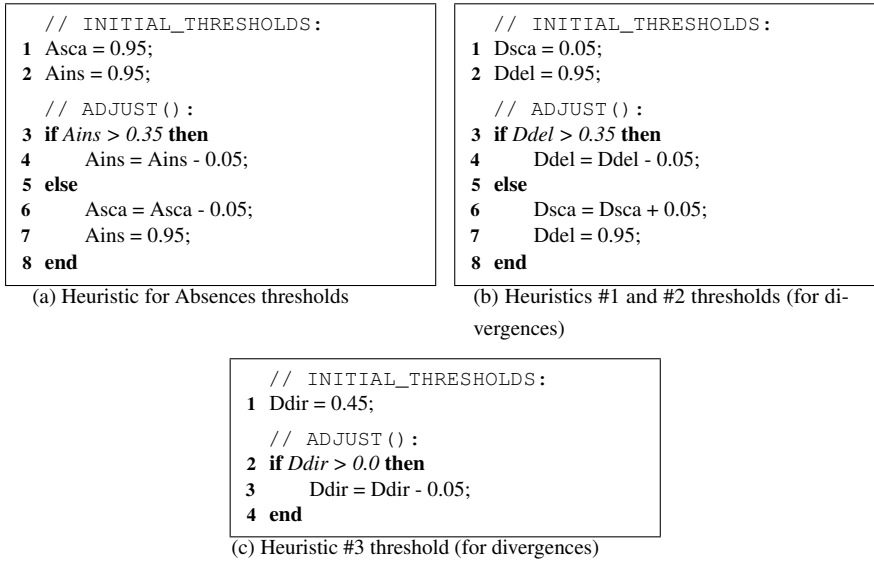 // INITIAL_THRESHOLDS:
1 Asca = 0.95;
2 Ains = 0.95;
// ADJUST():
3 if Ains > 0.35 then
4 Ains = Ains - 0.05;
5 else
6 Asca = Asca - 0.05;
7 Ains = 0.95;
8 end
(a) Heuristic for Absences thresholds
// INITIAL_THRESHOLDS:
1 Dsca = 0.05;
2 Ddel = 0.95;
// ADJUST():
3 if Ddel > 0.35 then
4 Ddel = Ddel - 0.05;
5 else
6 Dsca = Dsca + 0.05;
7 Ddel = 0.95;
8 end
(b) Heuristics #1 and #2 thresholds (for di-
vergences)
// INITIAL_THRESHOLDS:
1 Ddir = 0.45;
// ADJUST():
2 if Ddir > 0.0 then
3 Ddir = Ddir - 0.05;
4 end
(c) Heuristic #3 threshold (for divergences)